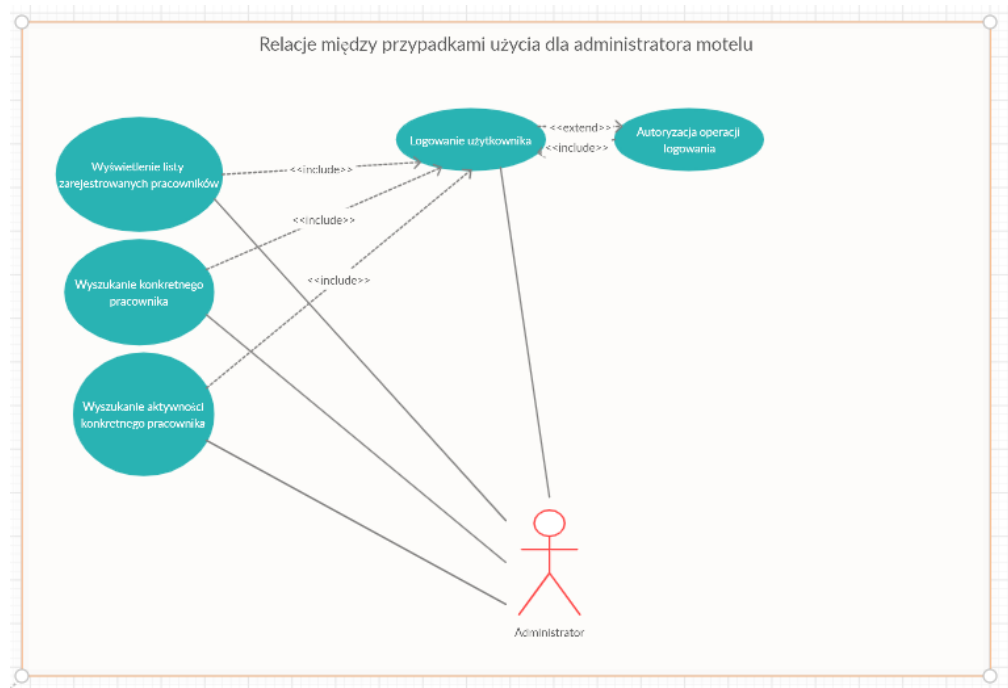 Relacje między przypadkami użycia dla administratora motelu
Wyświetlenie listy
zarejestrowanych pracowników
<<include>>
Logowanie użytkownika
<<extend>>
<<include>>
Autoryzacja operacji
logowania
<<include>>
Wyszukanie konkretnego
pracownika
<<include>>
Wyszukanie aktywności
konkretnego pracownika
Administrator